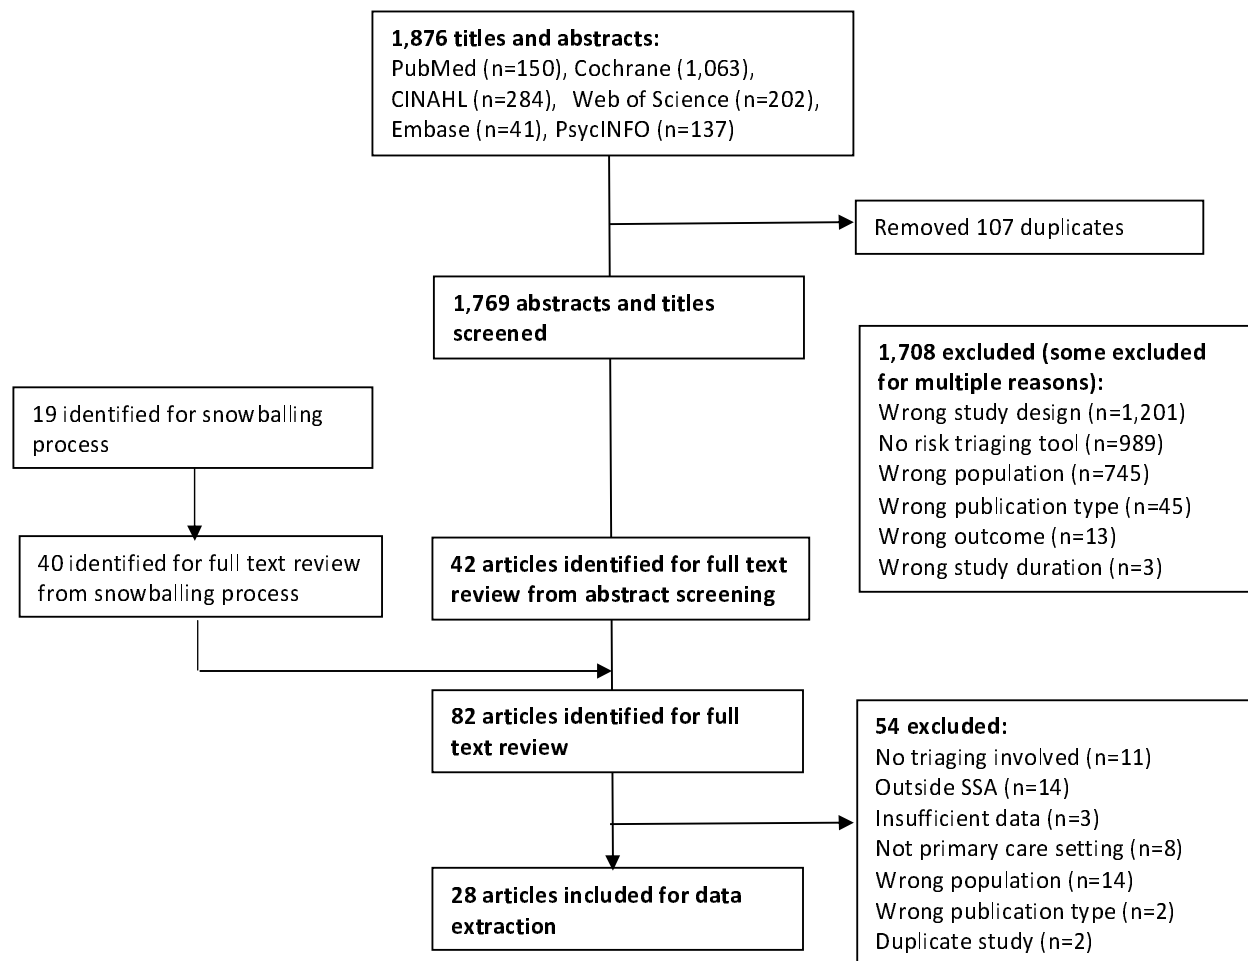 1,876 titles and abstracts:
PubMed (n=150), Cochrane (1,063),
CINAHL (n=284), Web of Science (n=202),
Embase (n=41), PsycINFO (n=137)
Removed 107 duplicates
1,769 abstracts and titles
screened
1,708 excluded (some excluded
for multiple reasons):
Wrong study design (n=1,201)
No risk triaging tool (n=989)
Wrong population (n=745)
Wrong publication type (n=45)
Wrong outcome (n=13)
Wrong study duration (n=3)
19 identified for snowballing
process
40 identified for full text review
from snowballing process
42 articles identified for full text
review from abstract screening
82 articles identified for full
text review
54 excluded:
No triaging involved (n=11)
Outside SSA (n=14)
Insufficient data (n=3)
Not primary care setting (n=8)
Wrong population (n=14)
Wrong publication type (n=2)
Duplicate study (n=2)
28 articles included for data
extraction